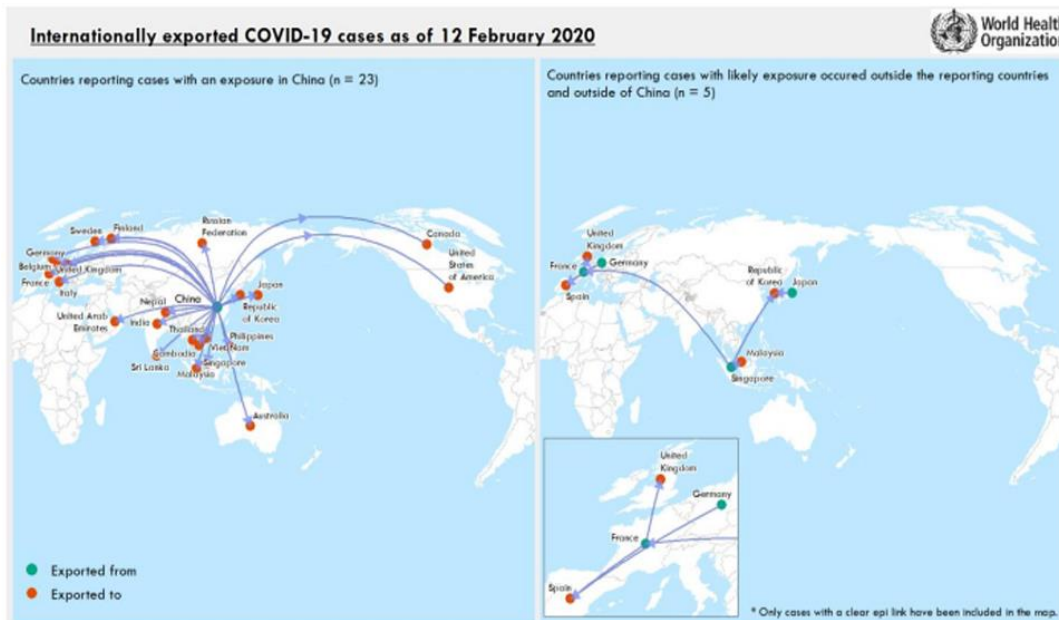 Internationally exported COVID-19 cases as of 12 February 2020
World Health
Organization
Countries reporting cases with an exposure in China (n = 23)
Sweden
Finland
Russian
Federation
Canada
United
States
of America
Germany
Belgium
United Kingdom
France
Italy
Nepal
China
Japan
Republic
of Korea
United Arab
Emirates
India
Thailand
Philippines
Viet Nam
Cambodia
Sri Lanka
Singapore
Malaysia
Australia
Exported from
Exported to
Countries reporting cases with likely exposure occured outside the reporting countries
and outside of China (n = 5)
United
Kingdom
France
Germany
Spain
Republic
of Korea
Japan
Malaysia
Singapore
United
Kingdom
Germany
France
Spain
* Only cases with a clear epi link have been included in the map.